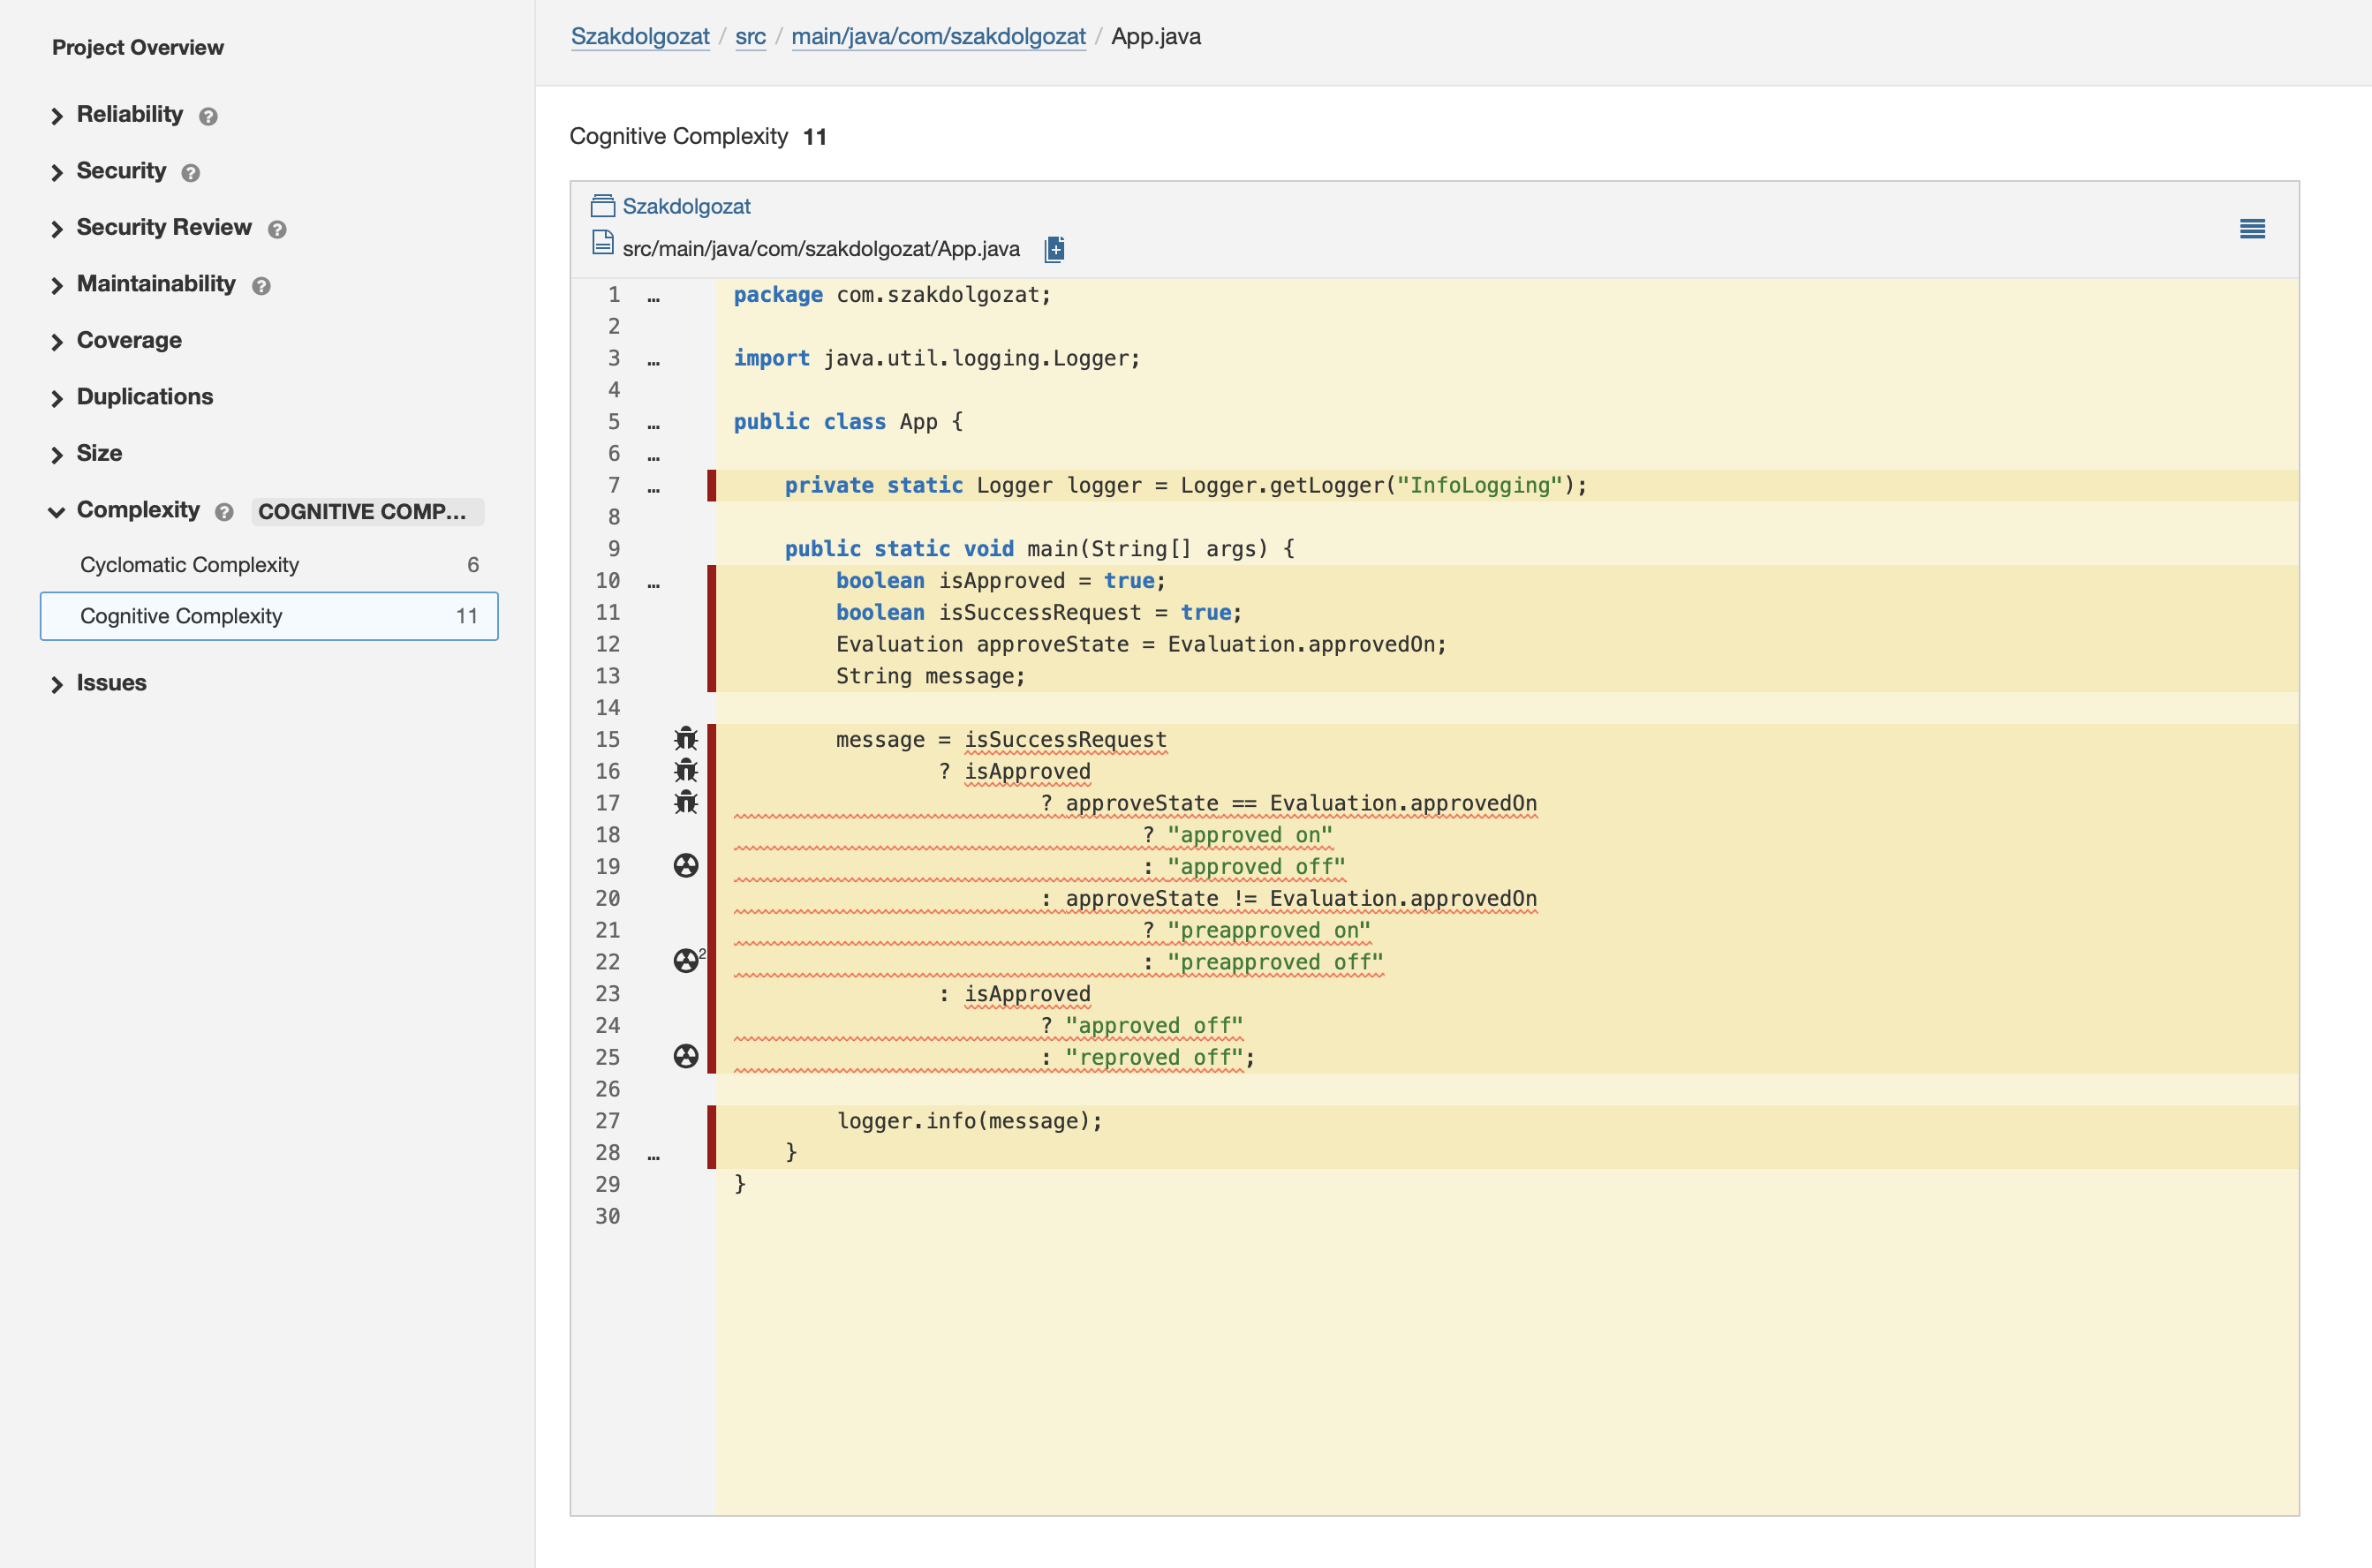 Project Overview
Reliability ?
Security ?
Security Review ?
Maintainability ?
Coverage
Duplications
Size
Complexity ? COGNITIVE COMP...
Cyclomatic Complexity 6
Cognitive Complexity 11
Issues
Szakdolgozat / src / main/java/com/szakdolgozat / App.java
Cognitive Complexity 11
Szakdolgozat
src/main/java/com/szakdolgozat/App.java
1 … package com.szakdolgozat;
2
3 … import java.util.logging.Logger;
4
5 … public class App {
6 …
7 … private static Logger logger = Logger.getLogger("InfoLogging");
8
9 public static void main(String[] args) {
10 … boolean isApproved = true;
11 boolean isSuccessRequest = true;
12 Evaluation approveState = Evaluation.approvedOn;
13 String message;
14
15 message = isSuccessRequest
16 ? isApproved
17 ? approveState == Evaluation.approvedOn
18 ? "approved on"
19 : "approved off"
20 : approveState != Evaluation.approvedOn
21 ? "preapproved on"
22 2 : "preapproved off"
23 : isApproved
24 ? "approved off"
25 : "reproved off";
26
27 logger.info(message);
28 … }
29 }
30